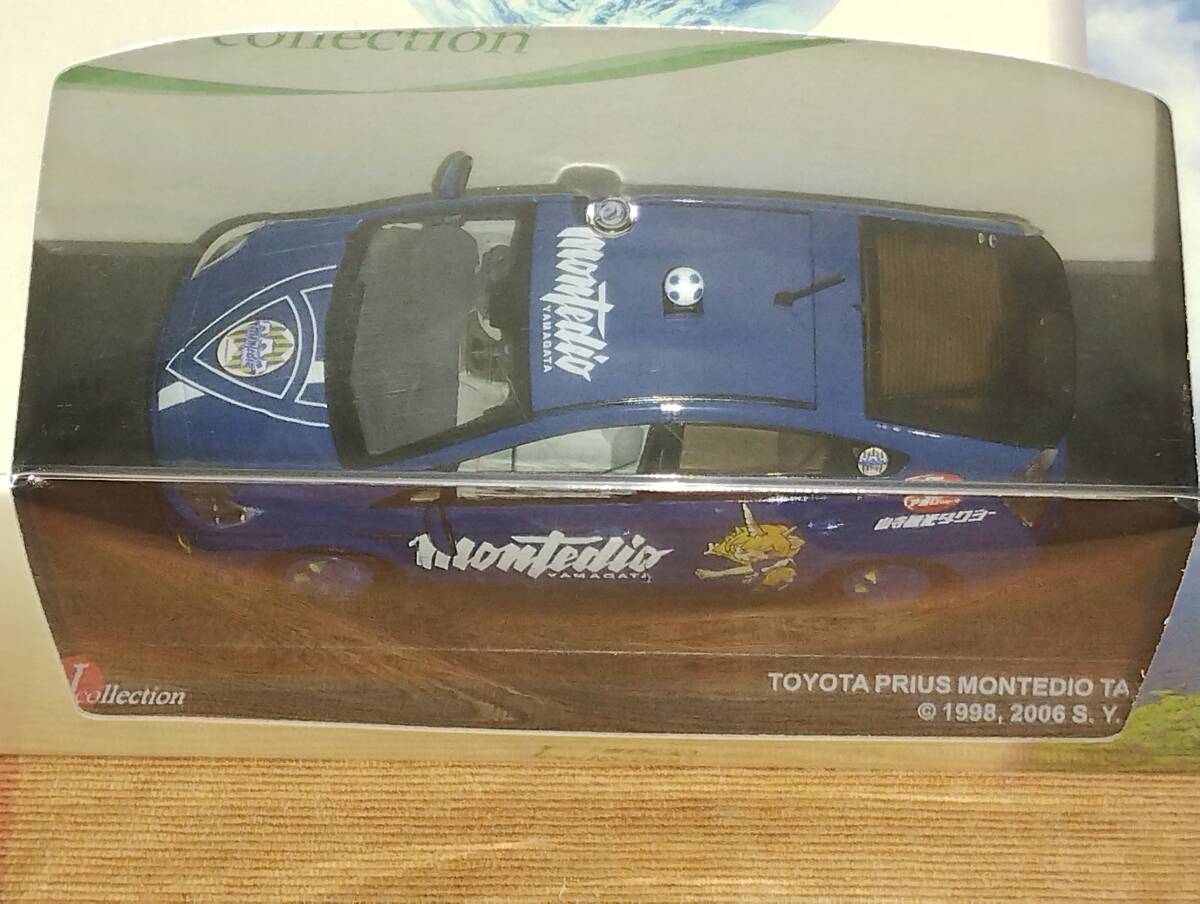 collection
montedio
YAMAGATA
montedio
YAMAGATA
山寺観光タクシー
J collection
TOYOTA PRIUS MONTEDIO TA
© 1998, 2006 S. Y.